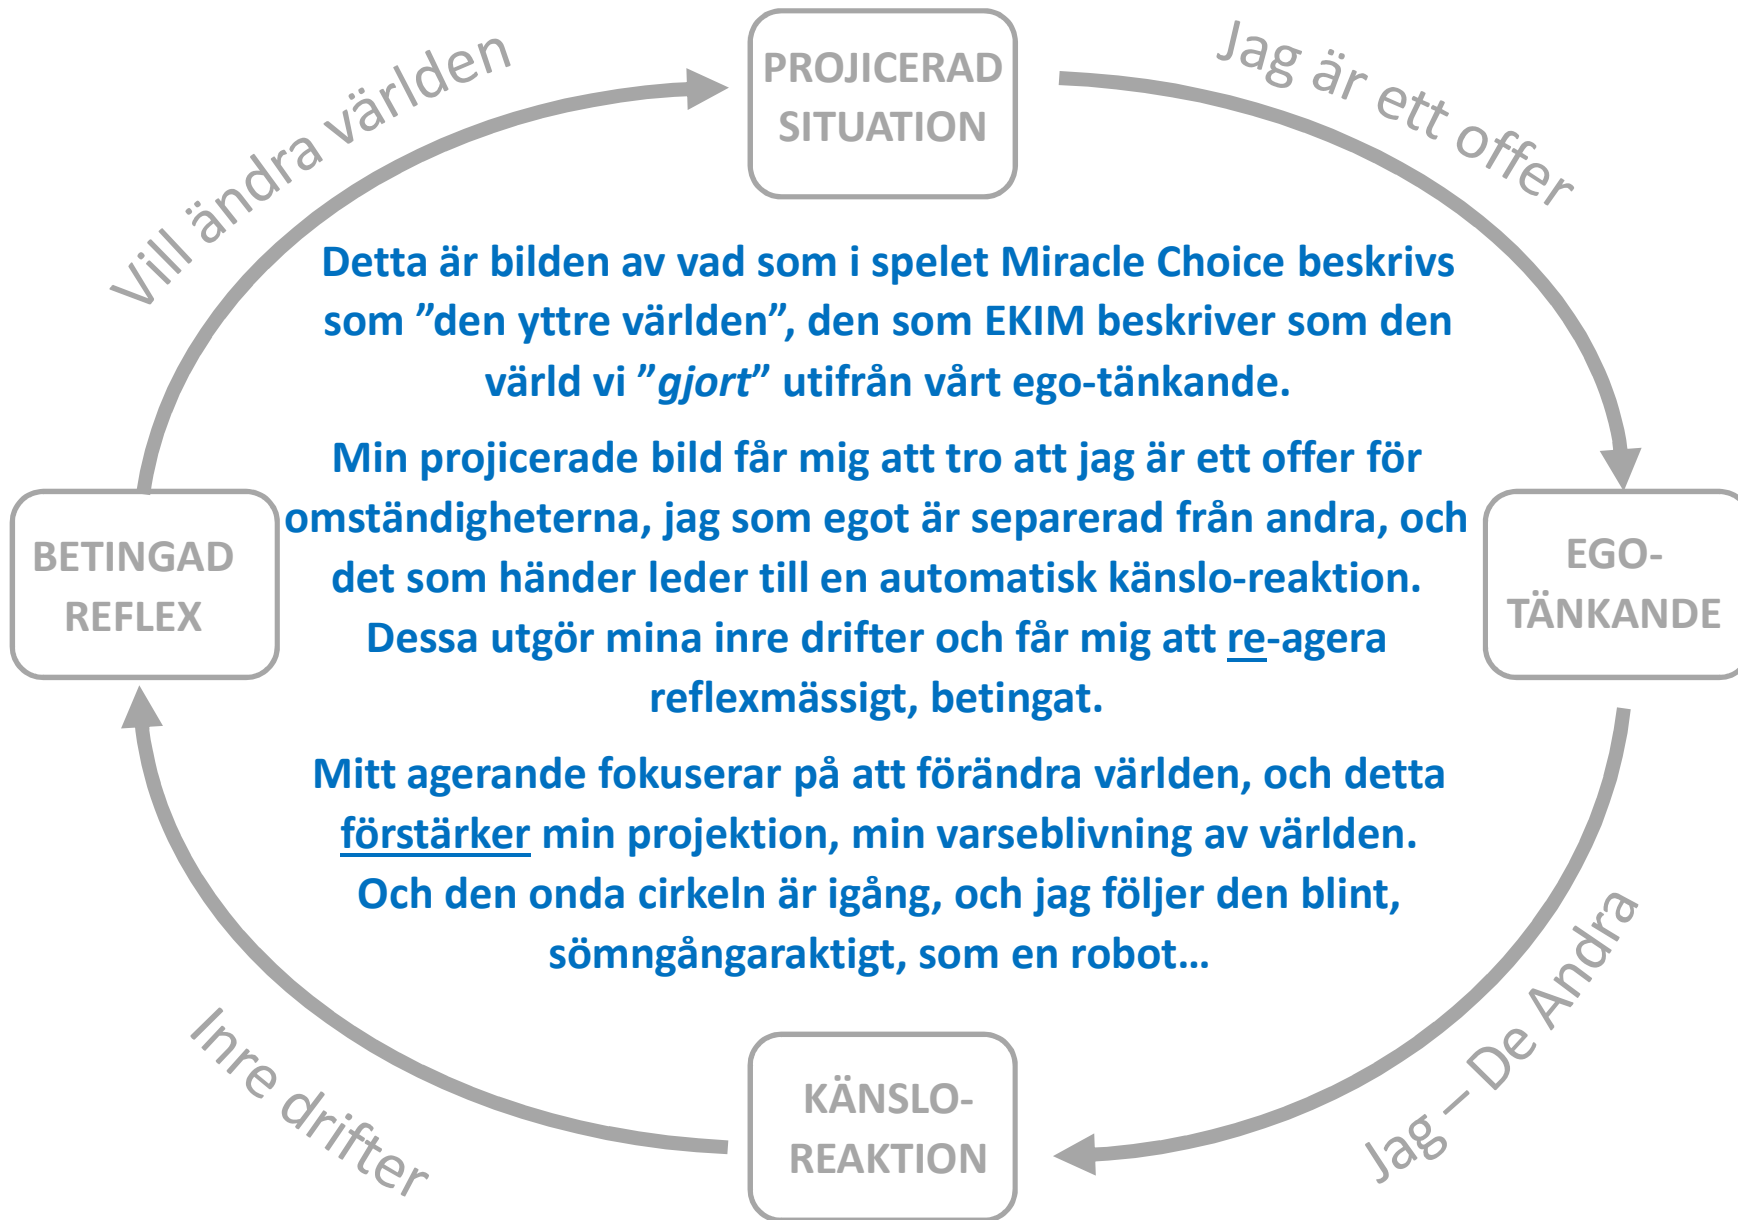 Vill ändra världen
PROJICERAD
SITUATION
Jag är ett offer
Detta är bilden av vad som i spelet Miracle Choice beskrivs
som ”den yttre världen”, den som EKIM beskriver som den
värld vi ”gjort” utifrån vårt ego-tänkande.
Min projicerade bild får mig att tro att jag är ett offer för
omständigheterna, jag som egot är separerad från andra, och
det som händer leder till en automatisk känslo-reaktion.
Dessa utgör mina inre drifter och får mig att re-agera
reflexmässigt, betingat.
Mitt agerande fokuserar på att förändra världen, och detta
förstärker min projektion, min varseblivning av världen.
Och den onda cirkeln är igång, och jag följer den blint,
sömngångaraktigt, som en robot…
BETINGAD
REFLEX
EGO-
TÄNKANDE
Inre drifter
KÄNSLO-
REAKTION
Jag – De Andra